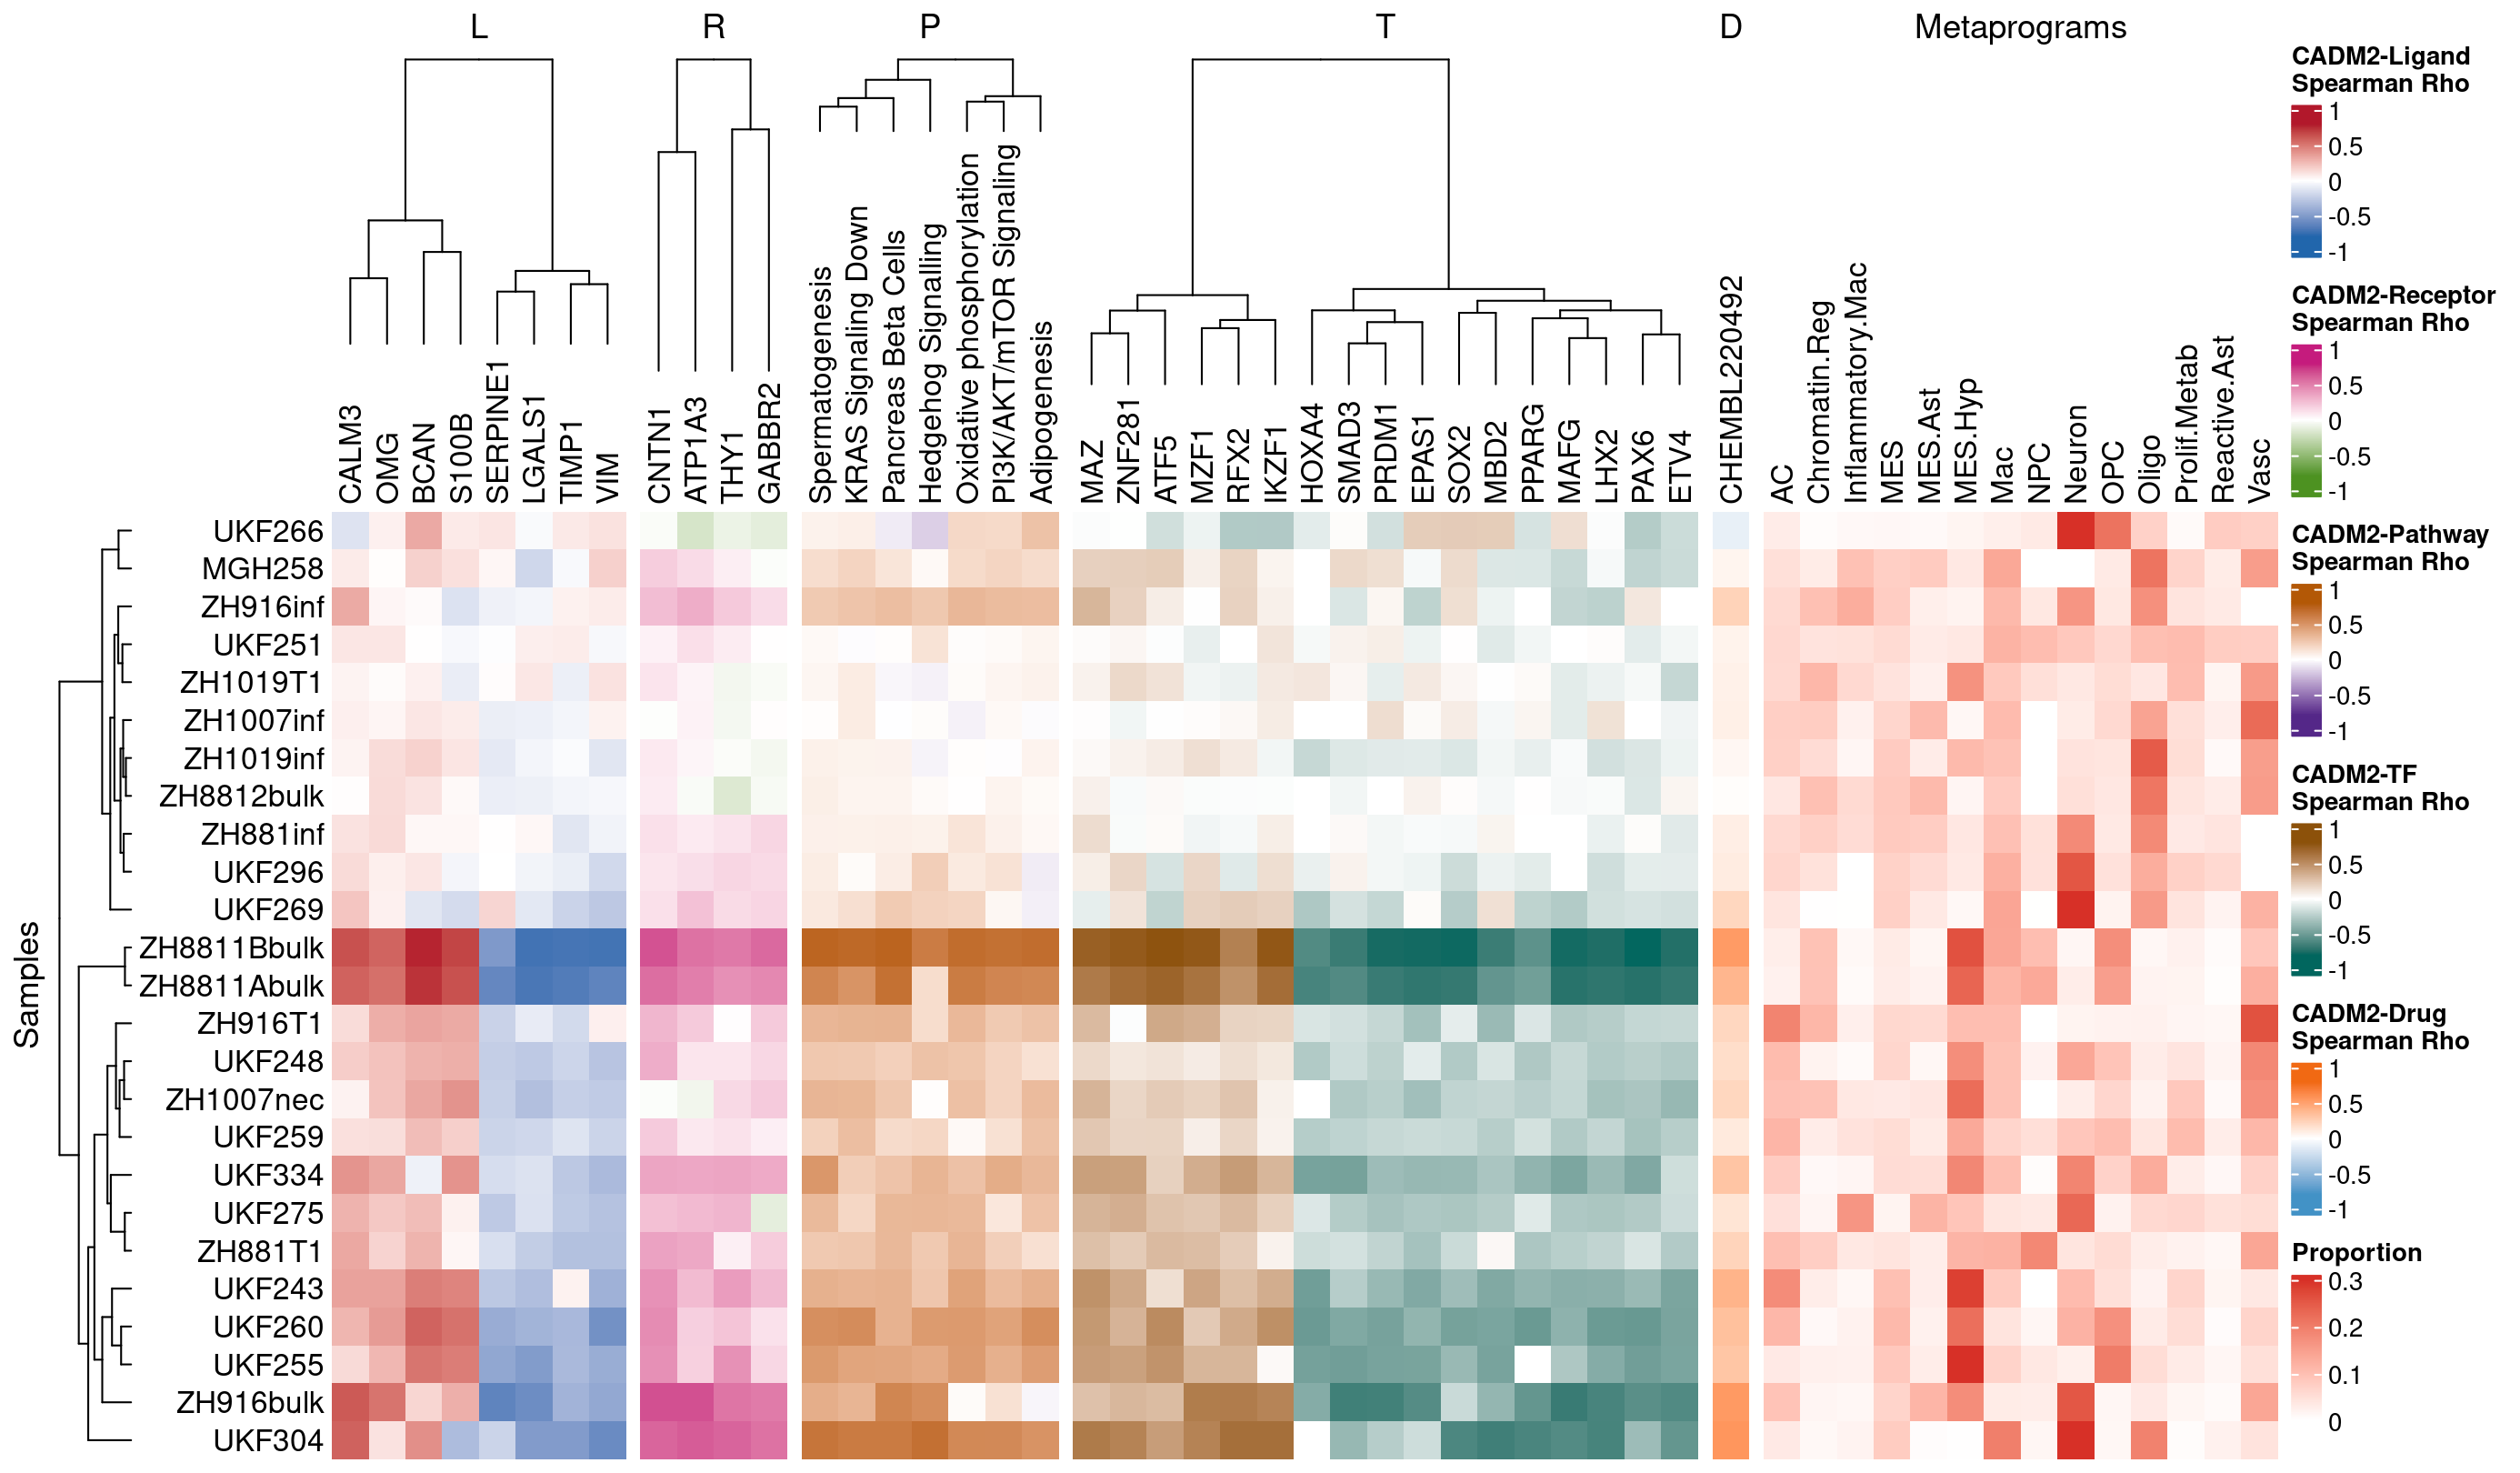 L R P T D Metaprograms
CALM3
OMG
BCAN
S100B
SERPINE1
LGALS1
TIMP1
VIM
CNTN1
ATP1A3
THY1
GABBR2
Spermatogenesis
KRAS Signaling Down
Pancreas Beta Cells
Hedgehog Signalling
Oxidative phosphorylation
PI3K/AKT/mTOR Signaling
Adipogenesis
MAZ
ZNF281
ATF5
MZF1
RFX2
IKZF1
HOXA4
SMAD3
PRDM1
EPAS1
SOX2
MBD2
PPARG
MAFG
LHX2
PAX6
ETV4
CHEMBL220492
AC
Chromatin.Reg
Inflammatory.Mac
MES
MES.Ast
MES.Hyp
Mac
NPC
Neuron
OPC
Oligo
Prolif.Metab
Reactive.Ast
Vasc
Samples
UKF266
MGH258
ZH916inf
UKF251
ZH1019T1
ZH1007inf
ZH1019inf
ZH8812bulk
ZH881inf
UKF296
UKF269
ZH8811Bbulk
ZH8811Abulk
ZH916T1
UKF248
ZH1007nec
UKF259
UKF334
UKF275
ZH881T1
UKF243
UKF260
UKF255
ZH916bulk
UKF304
CADM2-Ligand
Spearman Rho
1
0.5
0
-0.5
-1
CADM2-Receptor
Spearman Rho
1
0.5
0
-0.5
-1
CADM2-Pathway
Spearman Rho
1
0.5
0
-0.5
-1
CADM2-TF
Spearman Rho
1
0.5
0
-0.5
-1
CADM2-Drug
Spearman Rho
1
0.5
0
-0.5
-1
Proportion
0.3
0.2
0.1
0